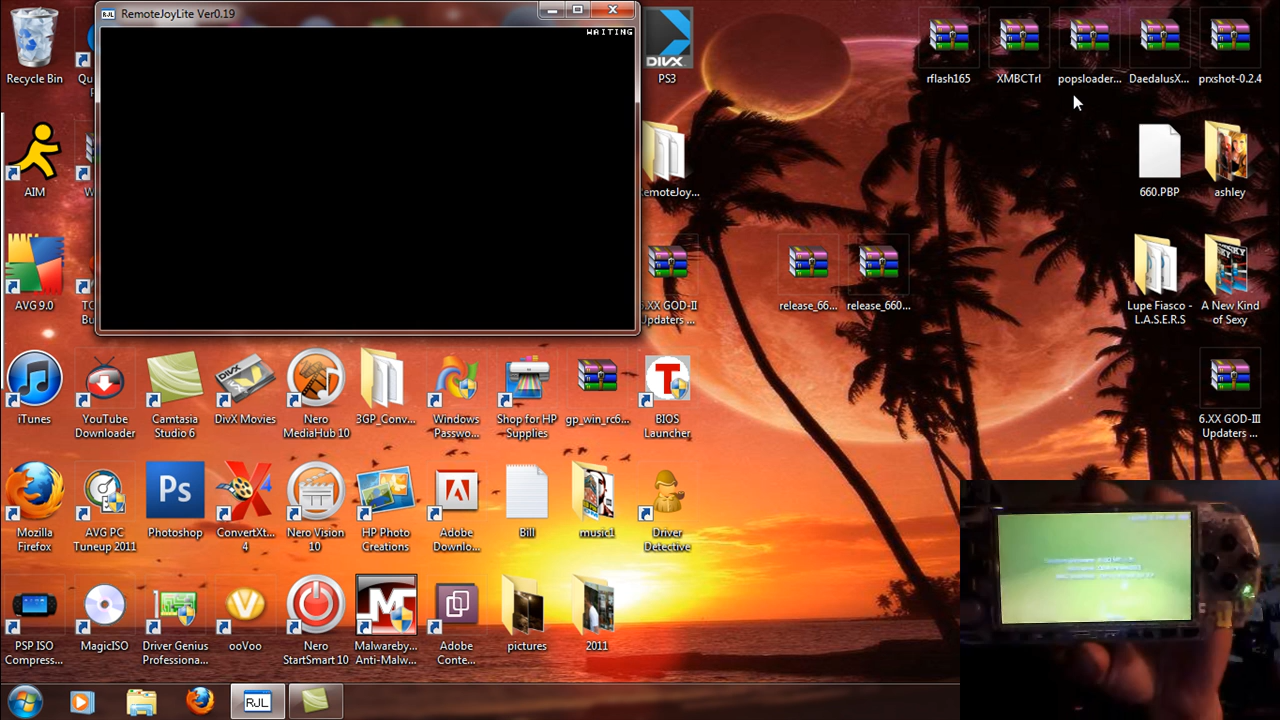 RemoteJoyLite Ver0.19
WAITING
Recycle Bin
PS3
DIVX
rflash165
XMBCTrl
popsloader...
DaedalusX...
prxshot-0.2.4
AIM
660.PBP
ashley
AVG 9.0
Updaters ...
release_66...
release_660...
Lupe Fiasco -
L.A.S.E.R.S
A New Kind
of Sexy
iTunes
YouTube
Downloader
Camtasia
Studio 6
DivX Movies
Nero
MediaHub 10
3GP_Conv...
Windows
Passwo...
Shop for HP
Supplies
gp_win_rc6...
BIOS
Launcher
6.XX GOD-III
Updaters ...
Mozilla
Firefox
AVG PC
Tuneup 2011
Ps
Photoshop
ConvertXt...
4
Nero Vision
10
HP Photo
Creations
Adobe
Downlo...
Bill
music1
Driver
Detective
PSP ISO
Compress...
MagicISO
Driver Genius
Professiona...
ooVoo
Nero
StartSmart 10
Malwareby...
Anti-Malw...
Adobe
Conte...
pictures
2011
RJL